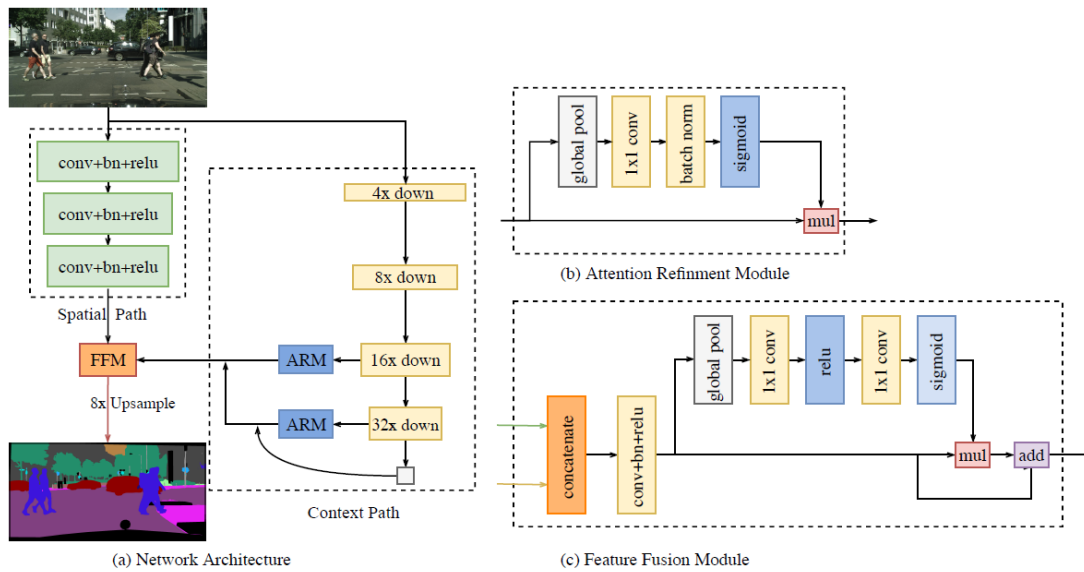 conv+bn+relu
conv+bn+relu
conv+bn+relu
Spatial Path
FFM
8x Upsample
4x down
8x down
16x down
32x down
ARM
ARM
Context Path
(a) Network Architecture
global pool
1x1 conv
batch norm
sigmoid
mul
(b) Attention Refinment Module
concatenate
conv+bn+relu
global pool
1x1 conv
relu
1x1 conv
sigmoid
mul
add
(c) Feature Fusion Module